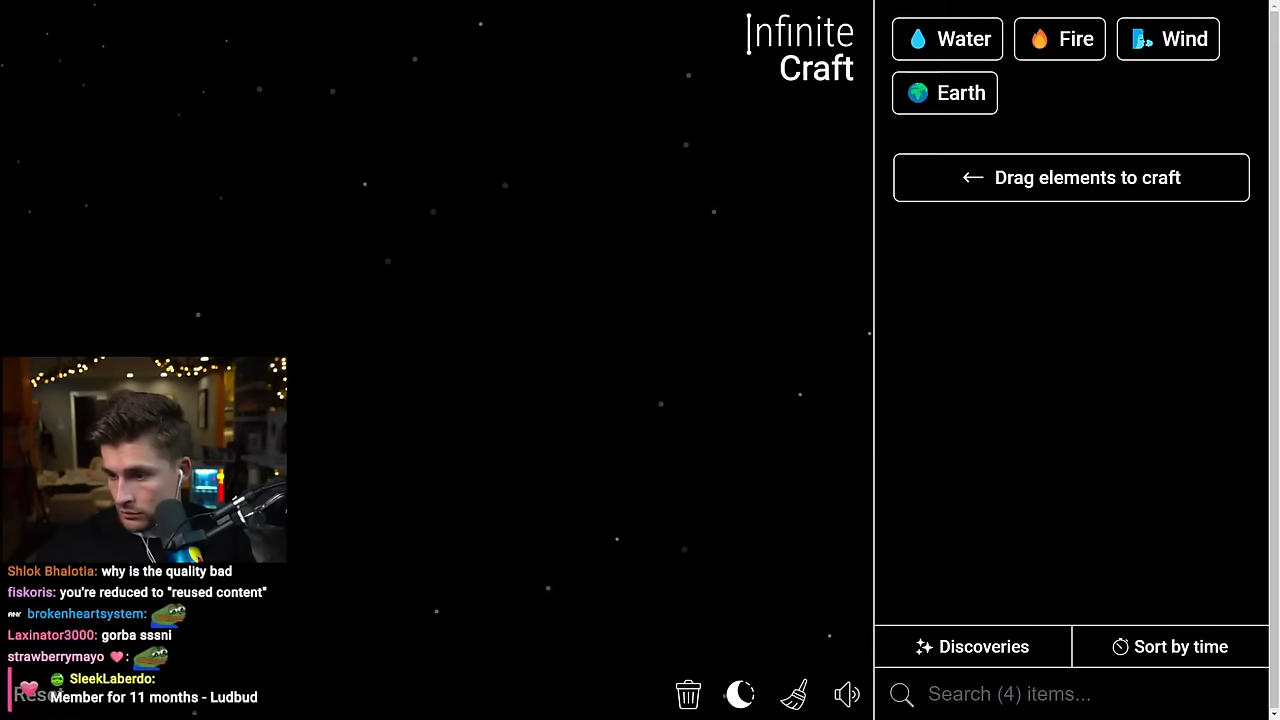 Infinite
Craft
Water
Fire
Wind
Earth
Drag elements to craft
Shlok Bhalotia: why is the quality bad
fiskoris: you're reduced to "reused content"
brokenheartsystem:
Laxinator3000: gorba sssni
strawberrymayo :
SleekLaberdo:
Member for 11 months - Ludbud
Reset
Discoveries
Sort by time
Search (4) items...